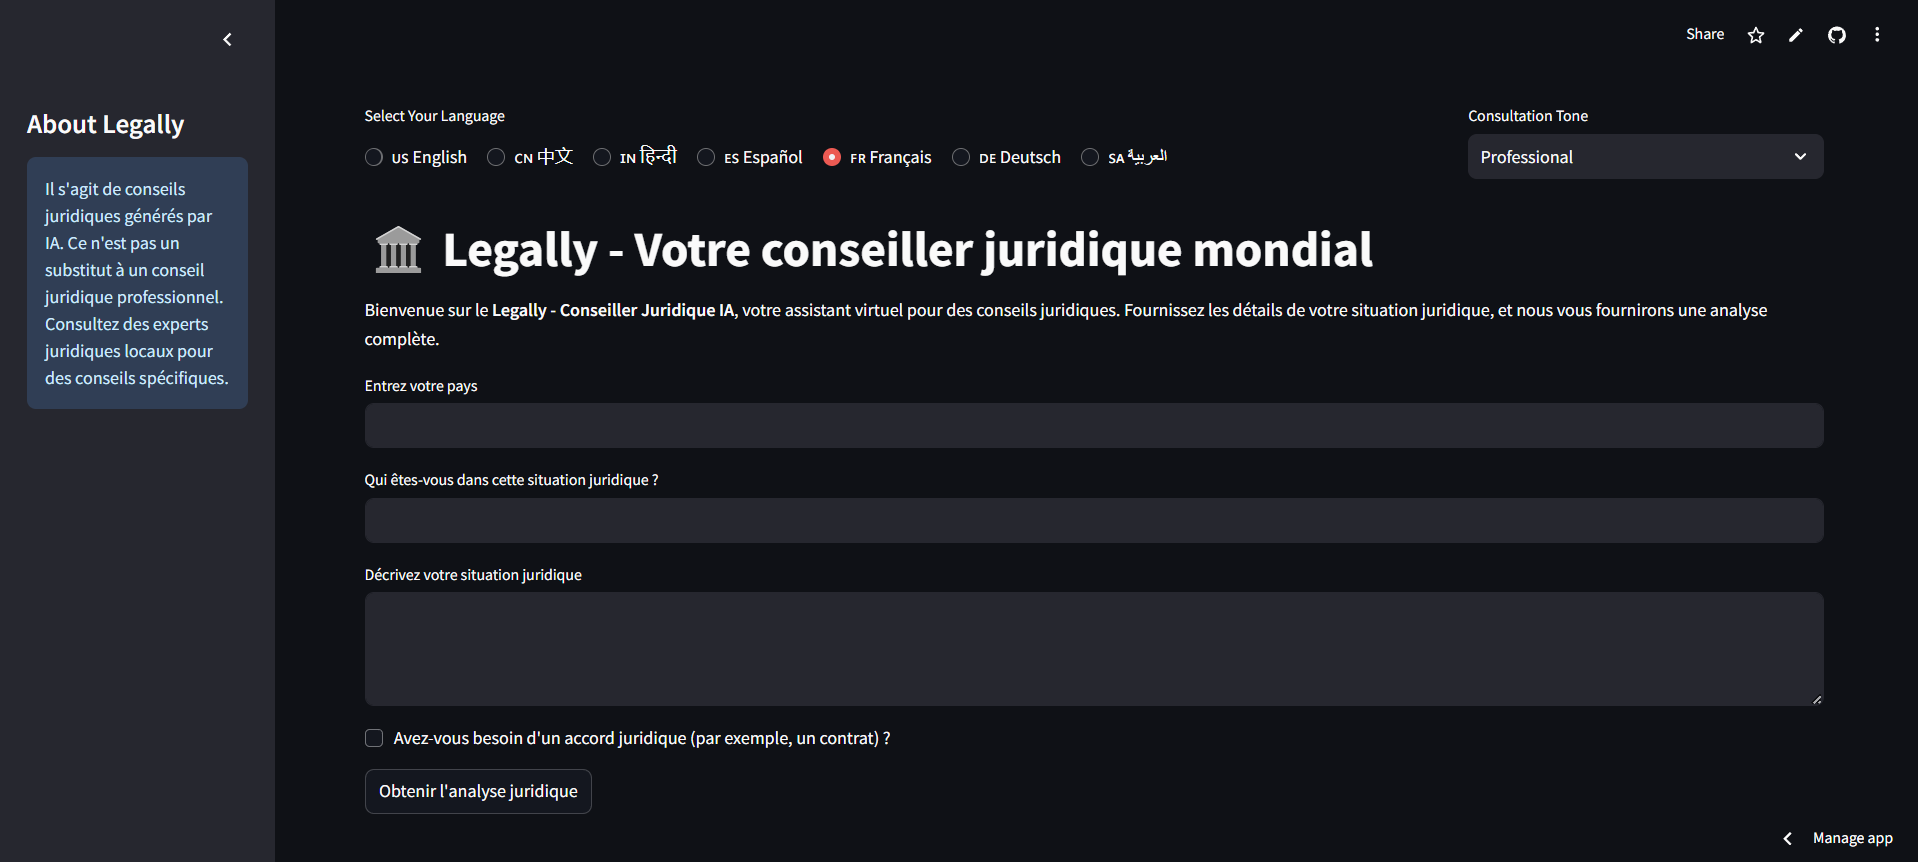 Share
About Legally
Il s'agit de conseils
juridiques générés par
IA. Ce n'est pas un
substitut à un conseil
juridique professionnel.
Consultez des experts
juridiques locaux pour
des conseils spécifiques.
Select Your Language
US English CN 中文 IN हिन्दी ES Español FR Français DE Deutsch SA العربية
Consultation Tone
Professional
Legally - Votre conseiller juridique mondial
Bienvenue sur le Legally - Conseiller Juridique IA, votre assistant virtuel pour des conseils juridiques. Fournissez les détails de votre situation juridique, et nous vous fournirons une analyse
complète.
Entrez votre pays
Qui êtes-vous dans cette situation juridique ?
Décrivez votre situation juridique
Avez-vous besoin d'un accord juridique (par exemple, un contrat) ?
Obtenir l'analyse juridique
Manage app